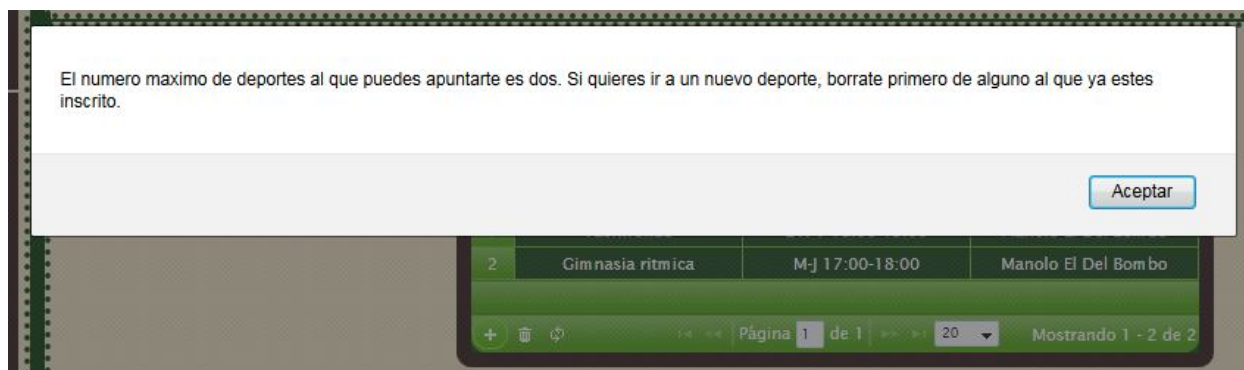 El numero maximo de deportes al que puedes apuntarte es dos. Si quieres ir a un nuevo deporte, borrate primero de alguno al que ya estes
inscrito.
Aceptar
2 Gimnasia ritmica M-J 17:00-18:00 Manolo El Del Bombo
Página 1 de 1 20 Mostrando 1 - 2 de 2